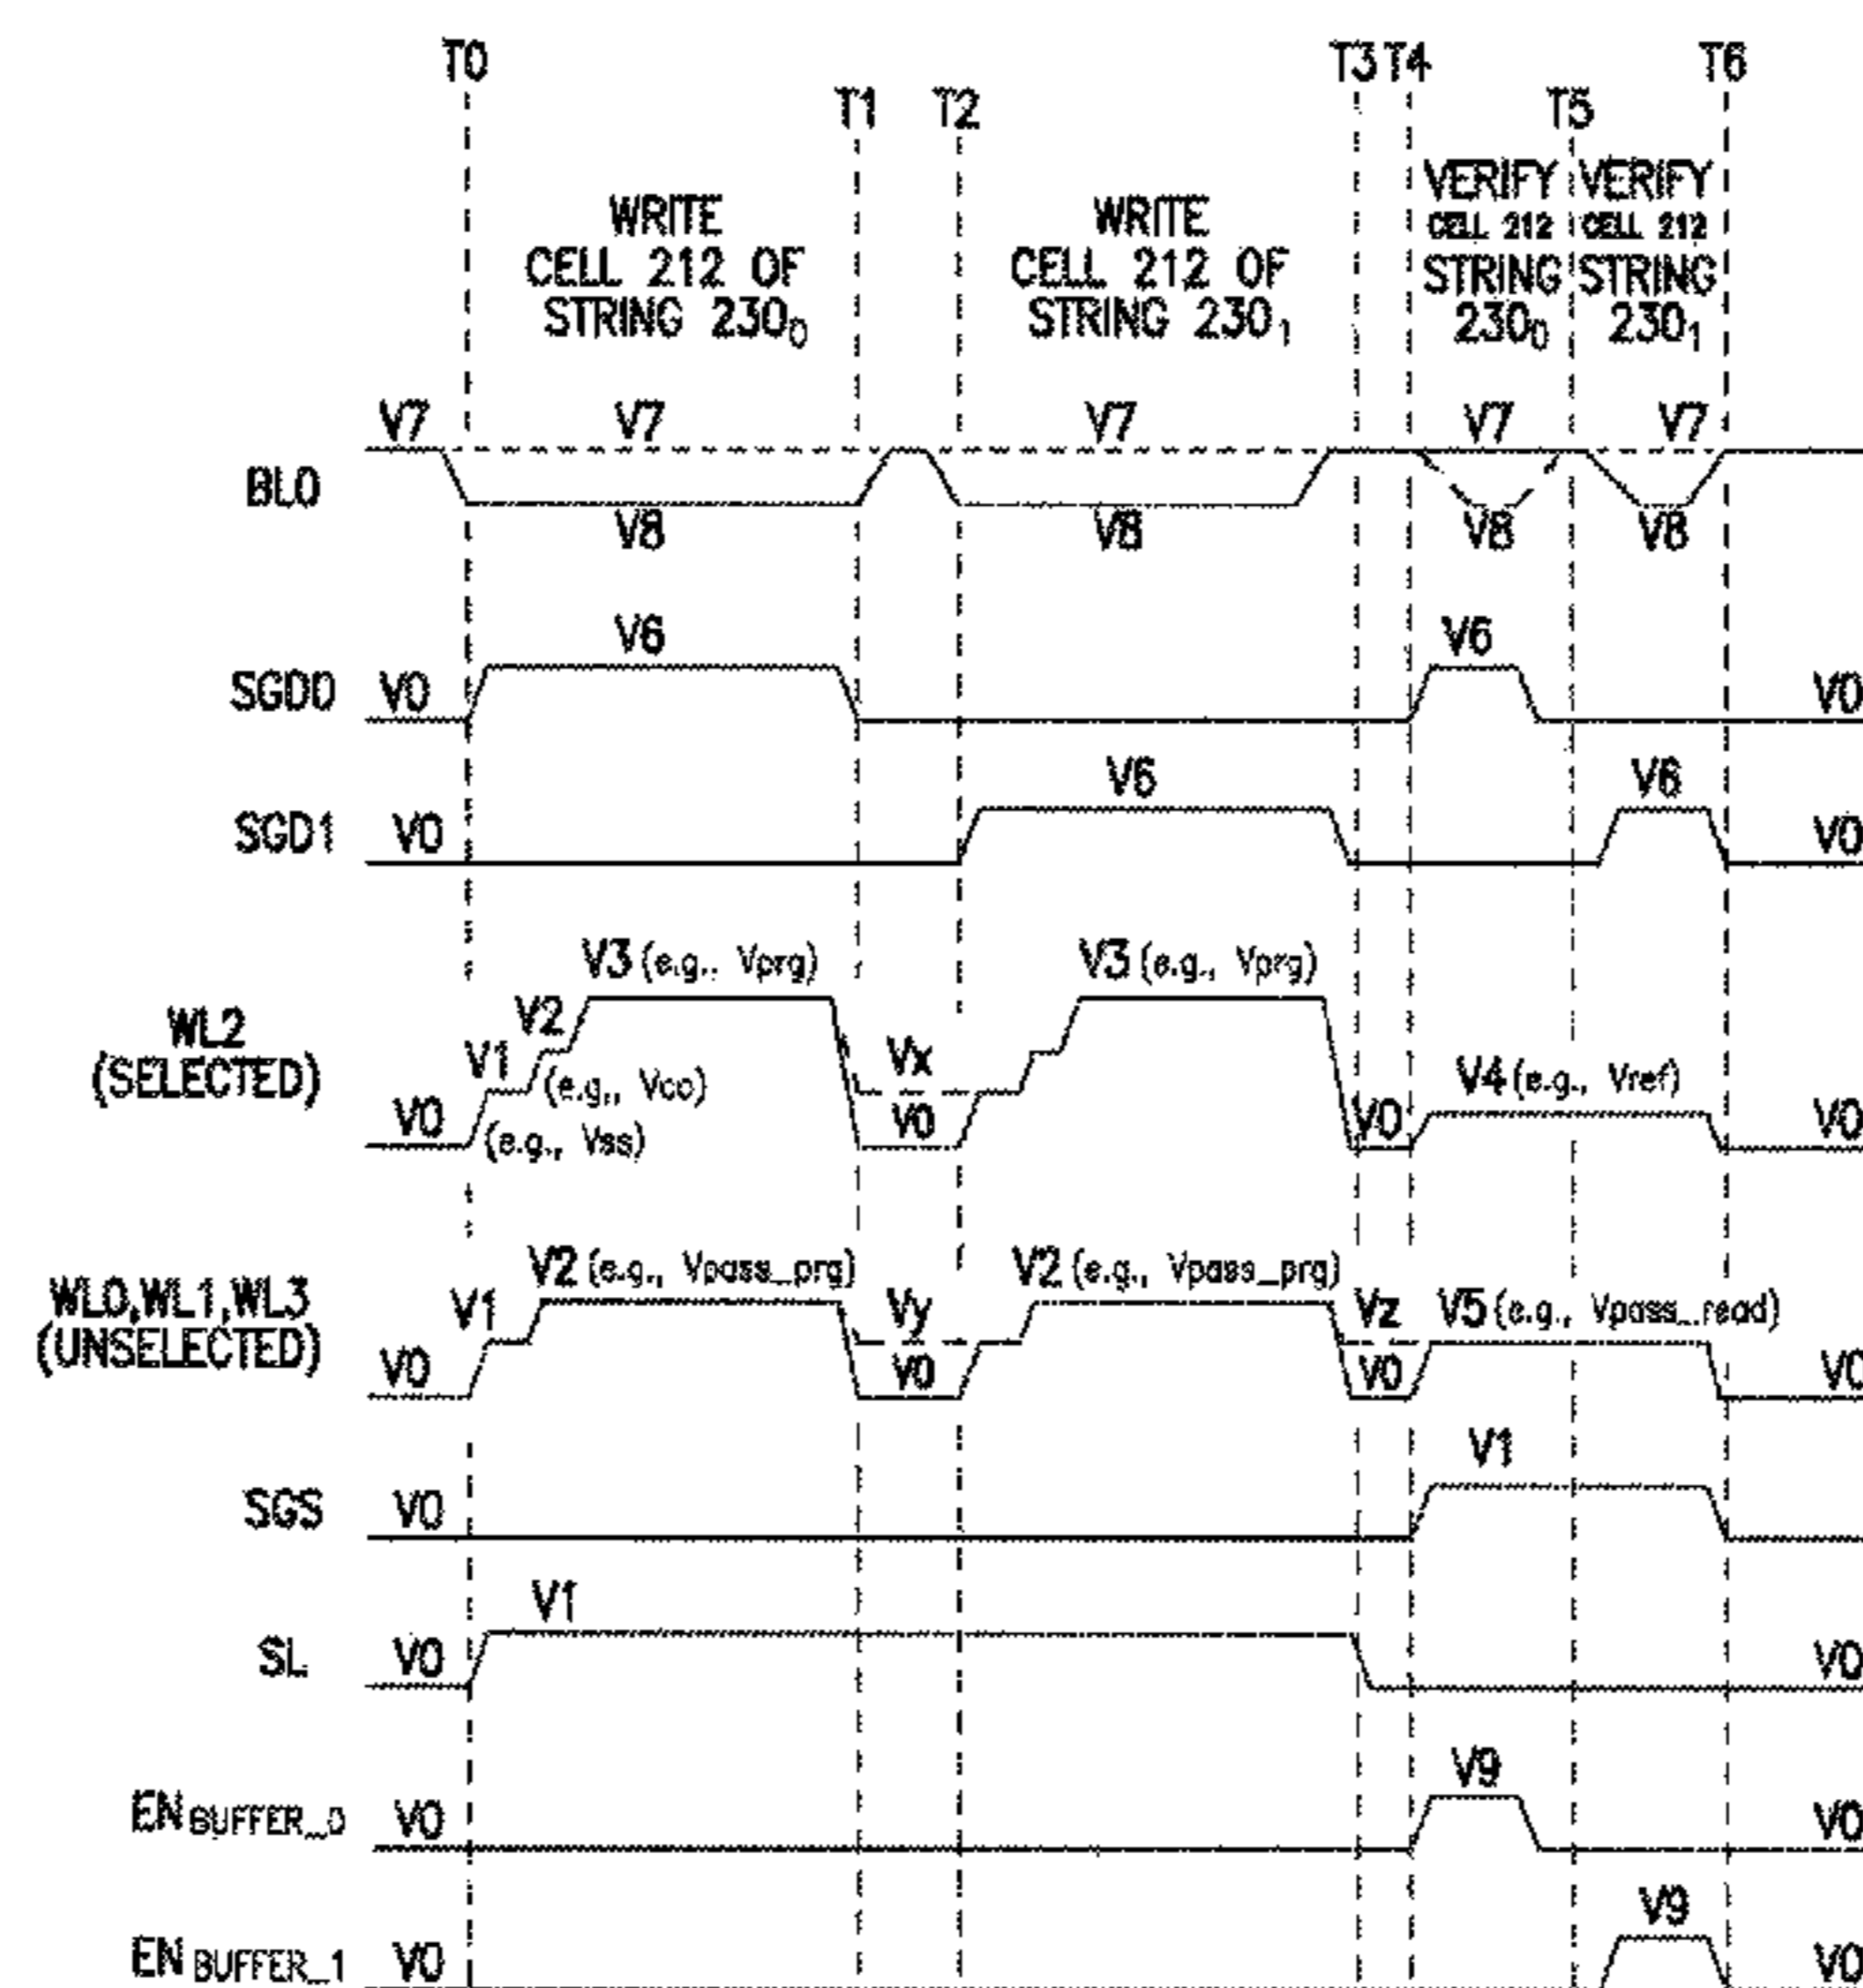 T0 T3 T4 T6
T1 T2 T5
WRITE
CELL 212 OF
STRING 230₀
WRITE
CELL 212 OF
STRING 230₁
VERIFY
CELL 212
STRING
230₀
VERIFY
CELL 212
STRING
230₁
V7 V7 V7 V7 V7
BL0
V8 V8 V8 V8
V6 V6
SGD0 V0 V0
V6 V6
SGD1 V0 V0
V3 (e.g., Vprg) V3 (e.g., Vprg)
V2
WL2
(SELECTED)
V1 (e.g., Vcc) Vx V4 (e.g., Vref)
V0 (e.g., Vss) V0 V0 V0
V2 (e.g., Vpass_prg) V2 (e.g., Vpass_prg)
WL0,WL1,WL3
(UNSELECTED)
V1 Vy Vz V5 (e.g., Vpass_read)
V0 V0 V0 V0
V1
SGS V0
V1
SL V0 V0
V9
EN BUFFER_0 V0 V0
V9
EN BUFFER_1 V0 V0